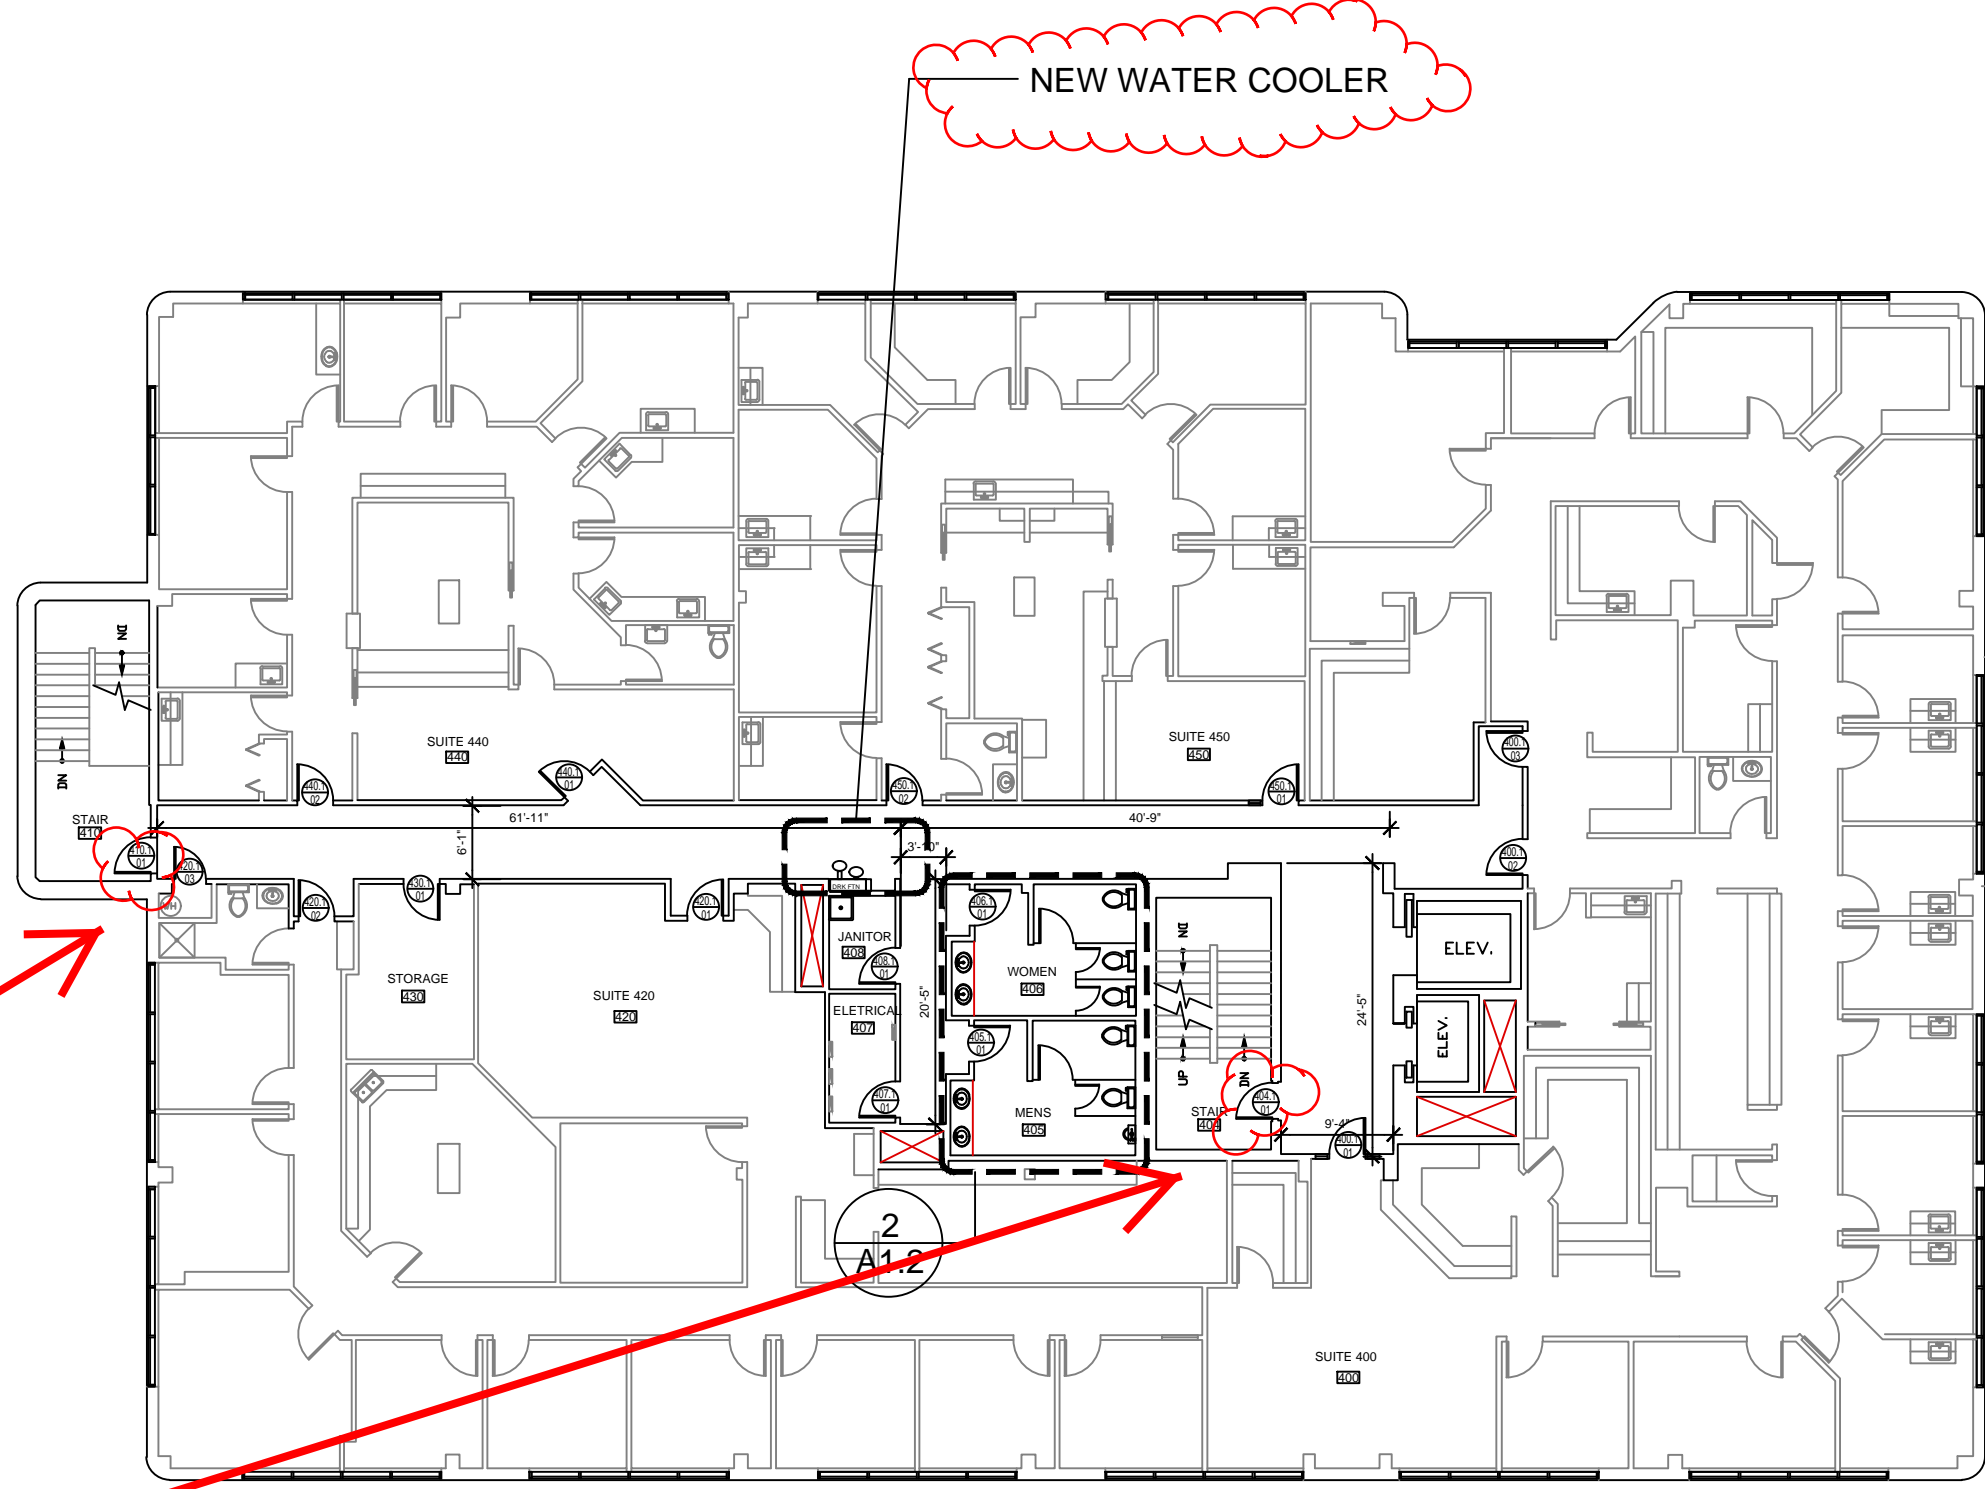 NEW WATER COOLER
DN
DN
STAIR
410
410.1
01
420.1
03
WH
SUITE 440
440
440.1
02
440.1
01
61'-11"
6'-1"
420.1
02
430.1
01
420.1
01
STORAGE
430
SUITE 420
420
450.1
02
SUITE 450
450
450.1
01
40'-9"
3'-10"
DRK FTN
JANITOR
408
408.1
01
ELETRICAL
407
407.1
01
20'-5"
406.1
01
WOMEN
406
405.1
01
MENS
405
DN
UP
DN
STAIR
404
404.1
01
24'-5"
9'-4"
400.1
01
400.1
03
400.1
02
ELEV.
ELEV.
2
A1.2
SUITE 400
400